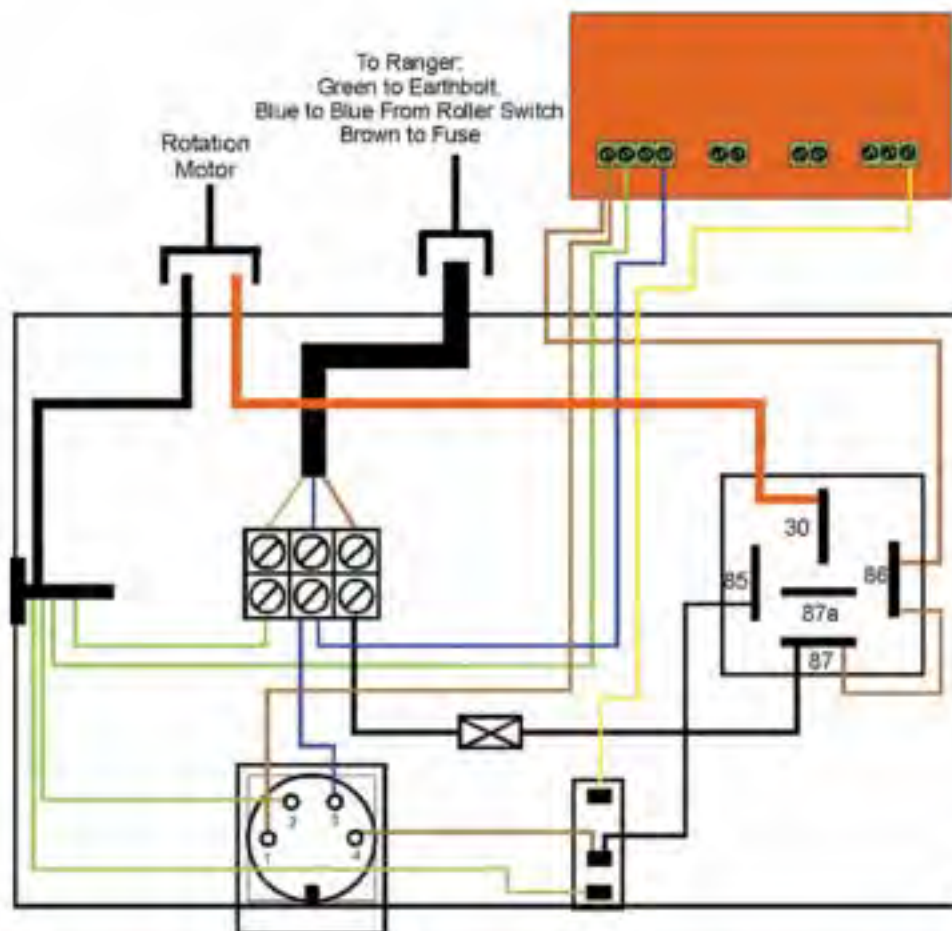 To Ranger:
Green to Earthbolt,
Blue to Blue From Roller Switch
Brown to Fuse
Rotation
Motor
30
85
86
87a
87
2
3
1
4